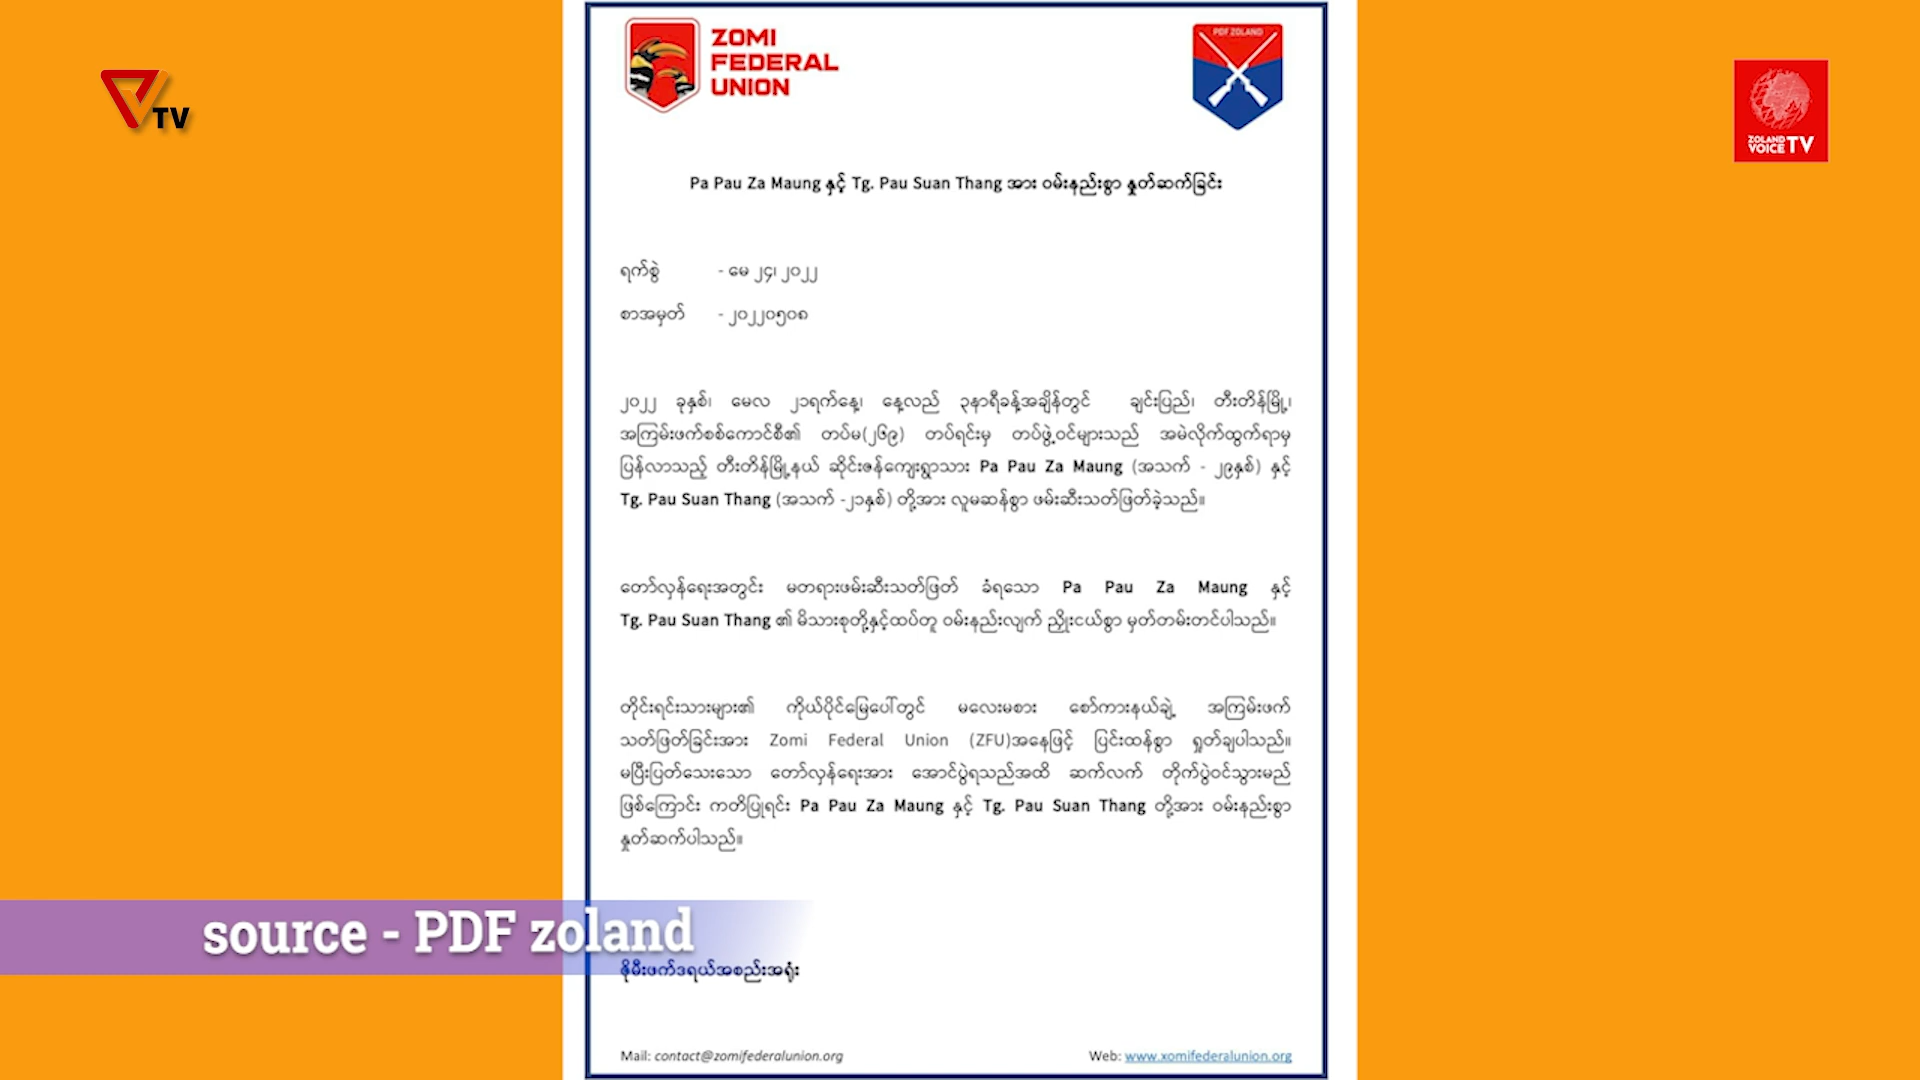 ZOMI
FEDERAL
UNION
PDF ZOLAND
TV
ZOLAND
VOICE TV
Pa Pau Za Maung နှင့် Tg. Pau Suan Thang အား ဝမ်းနည်းစွာ နှုတ်ဆက်ခြင်း
ရက်စွဲ - မေ ၂၄၊ ၂၀၂၂
စာအမှတ် - ၂၀၂၂၀၅၀၈
၂၀၂၂ ခုနှစ်၊ မေလ ၂၁ရက်နေ့၊ နေ့လည် ၃နာရီခန့်အချိန်တွင် ချင်းပြည်၊ တီးတိန်မြို့၊
အကြမ်းဖက်စစ်ကောင်စီ၏ တပ်မ(၂၆၉) တပ်ရင်းမှ တပ်ဖွဲ့ဝင်များသည် အမဲလိုက်ထွက်ရာမှ
ပြန်လာသည့် တီးတိန်မြို့နယ် ဆိုင်းဇန်ကျေးရွာသား Pa Pau Za Maung (အသက် - ၂၉နှစ်) နှင့်
Tg. Pau Suan Thang (အသက် -၂၁နှစ်) တို့အား လူမဆန်စွာ ဖမ်းဆီးသတ်ဖြတ်ခဲ့သည်။
တော်လှန်ရေးအတွင်း မတရားဖမ်းဆီးသတ်ဖြတ် ခံရသော Pa Pau Za Maung နှင့်
Tg. Pau Suan Thang ၏ မိသားစုတို့နှင့်ထပ်တူ ဝမ်းနည်းလျက် ညှိုးငယ်စွာ မှတ်တမ်းတင်ပါသည်။
တိုင်းရင်းသားများ၏ ကိုယ်ပိုင်မြေပေါ်တွင် မလေးမစား စော်ကားနယ်ချဲ့ အကြမ်းဖက်
သတ်ဖြတ်ခြင်းအား Zomi Federal Union (ZFU)အနေဖြင့် ပြင်းထန်စွာ ရှုတ်ချပါသည်။
မပြီးပြတ်သေးသော တော်လှန်ရေးအား အောင်ပွဲရသည်အထိ ဆက်လက် တိုက်ပွဲဝင်သွားမည်
ဖြစ်ကြောင်း ကတိပြုရင်း Pa Pau Za Maung နှင့် Tg. Pau Suan Thang တို့အား ဝမ်းနည်းစွာ
နှုတ်ဆက်ပါသည်။
source - PDF zoland
ဇိုမီးဖက်ဒရယ်အစည်းအရုံး
Mail: contact@zomifederalunion.org Web: www.xomifederalunion.org